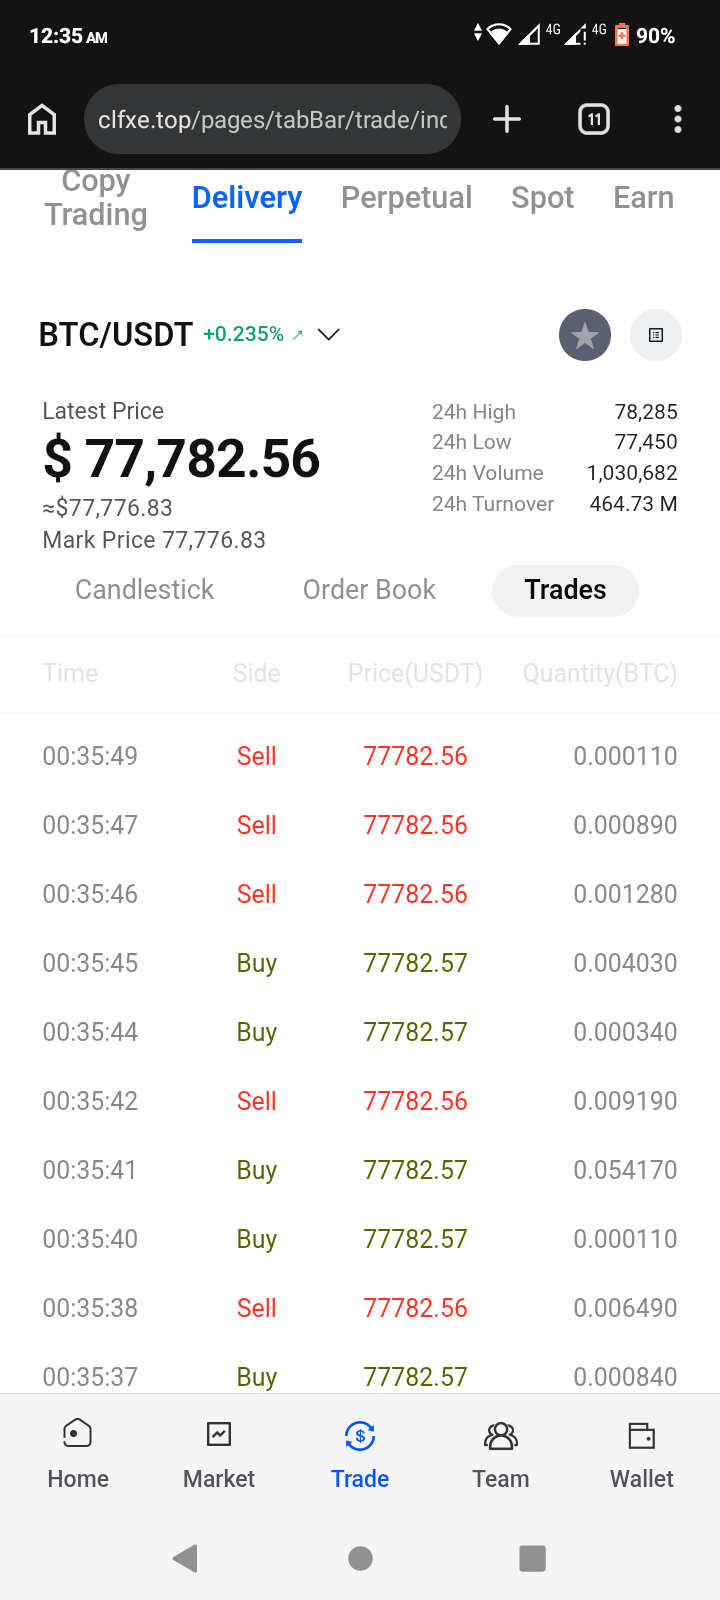 12:35 AM 4G 4G 90%
clfxe.top/pages/tabBar/trade/inc
11
Copy Trading
Delivery
Perpetual
Spot
Earn
BTC/USDT +0.235%
Latest Price
$ 77,782.56
≈$77,776.83
Mark Price 77,776.83
24h High 78,285
24h Low 77,450
24h Volume 1,030,682
24h Turnover 464.73 M
Candlestick Order Book Trades
Time Side Price(USDT) Quantity(BTC)
00:35:49 Sell 77782.56 0.000110
00:35:47 Sell 77782.56 0.000890
00:35:46 Sell 77782.56 0.001280
00:35:45 Buy 77782.57 0.004030
00:35:44 Buy 77782.57 0.000340
00:35:42 Sell 77782.56 0.009190
00:35:41 Buy 77782.57 0.054170
00:35:40 Buy 77782.57 0.000110
00:35:38 Sell 77782.56 0.006490
00:35:37 Buy 77782.57 0.000840
Home Market Trade Team Wallet